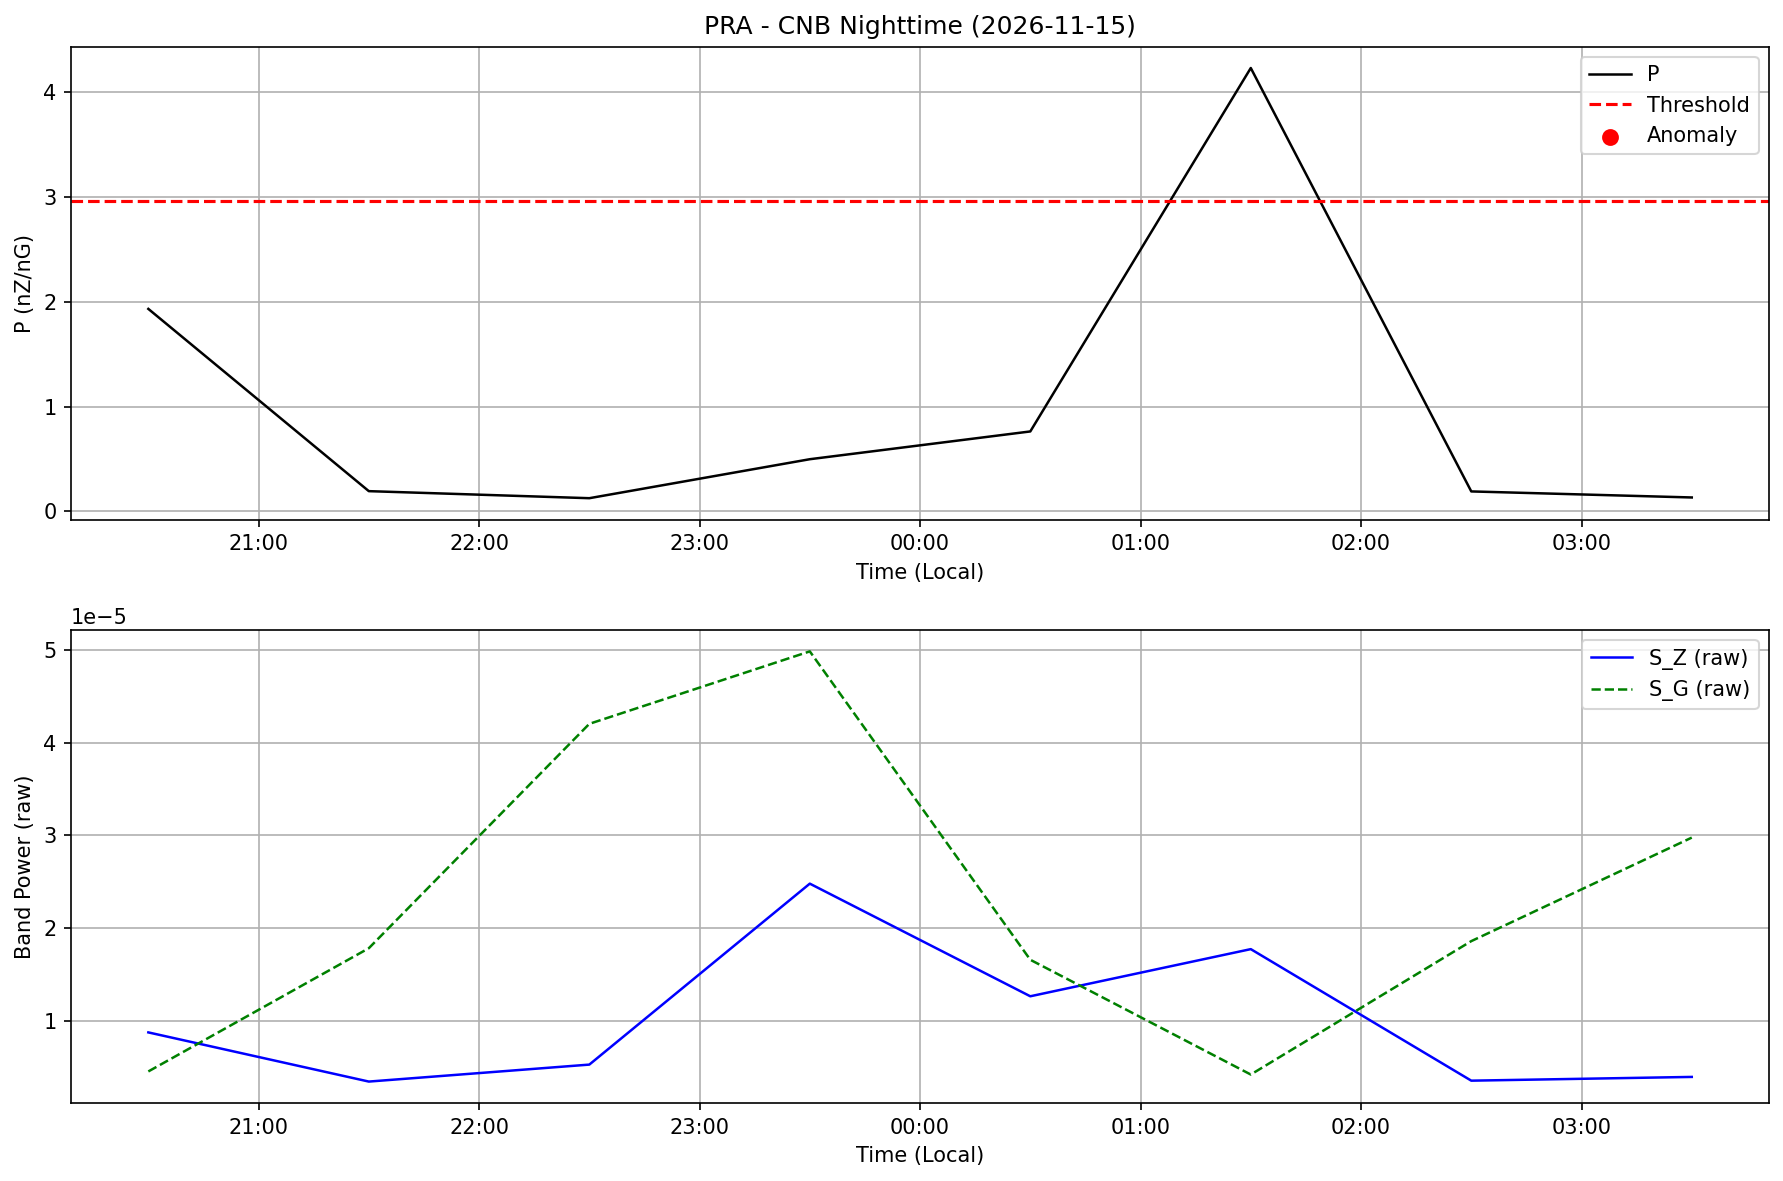 PRA - CNB Nighttime (2026-11-15)
P
Threshold
Anomaly
4
3
2
1
0
P (nZ/nG)
21:00 22:00 23:00 00:00 01:00 02:00 03:00
Time (Local)
1e−5
S_Z (raw)
S_G (raw)
5
4
3
2
1
Band Power (raw)
21:00 22:00 23:00 00:00 01:00 02:00 03:00
Time (Local)